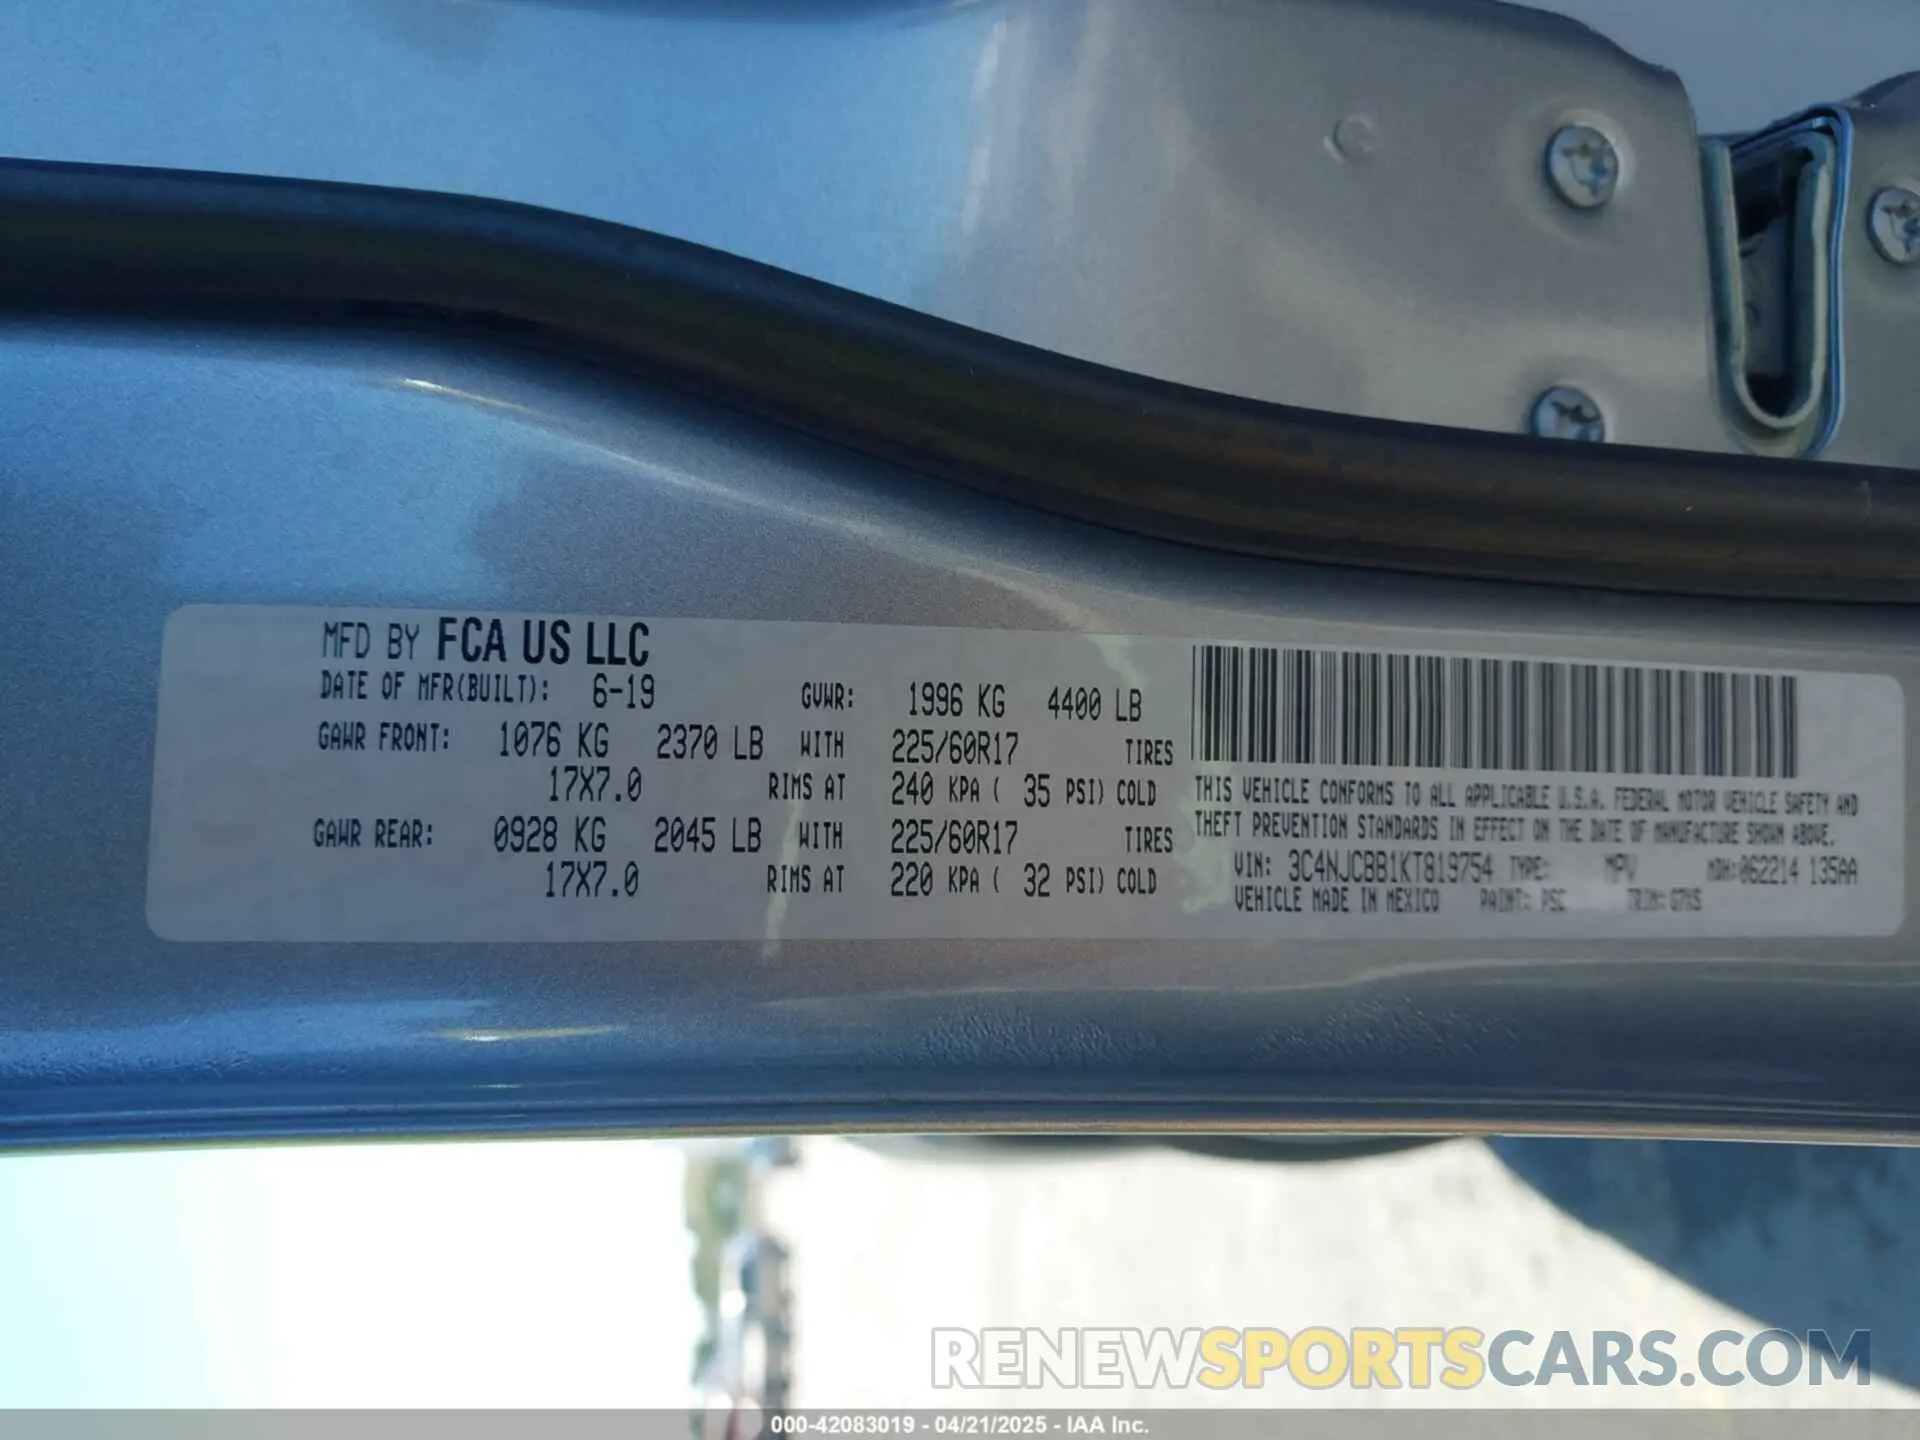 MFD BY FCA US LLC
DATE OF MFR(BUILT): 6-19 GVWR: 1996 KG 4400 LB
GAWR FRONT: 1076 KG 2370 LB WITH 225/60R17 TIRES
17X7.0 RIMS AT 240 KPA ( 35 PSI) COLD
GAWR REAR: 0928 KG 2045 LB WITH 225/60R17 TIRES
17X7.0 RIMS AT 220 KPA ( 32 PSI) COLD
THIS VEHICLE CONFORMS TO ALL APPLICABLE U.S.A. FEDERAL MOTOR VEHICLE SAFETY AND
THEFT PREVENTION STANDARDS IN EFFECT ON THE DATE OF MANUFACTURE SHOWN ABOVE.
VIN: 3C4NJCBB1KT819754 TYPE: MPV MDH:062214 135AA
VEHICLE MADE IN MEXICO PAINT: PSC TRIM:
RENEWSPORTSCARS.COM
000-42083019 - 04/21/2025 - IAA Inc.